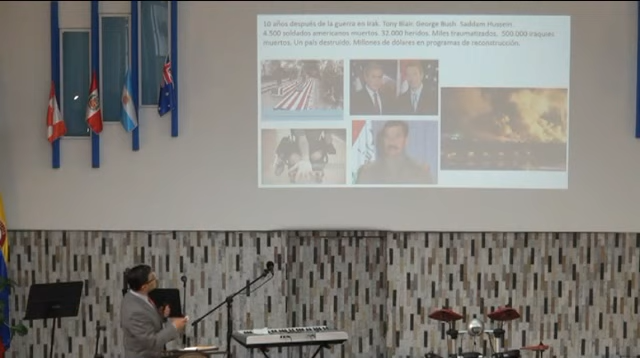 10 años después de la guerra en Irak. Tony Blair. George Bush. Saddam Hussein.
4.500 soldados americanos muertos. 32.000 heridos. Miles traumatizados. 500.000 iraquíes
muertos. Un país destruido. Millones de dólares en programas de reconstrucción.